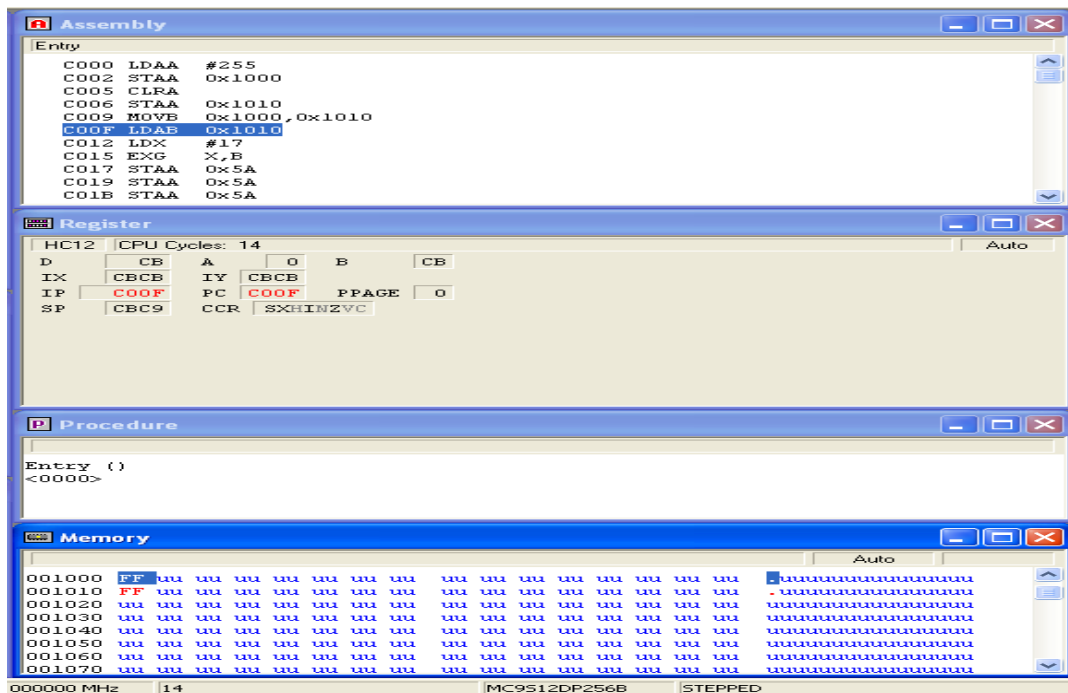 Assembly
Entry
C000 LDAA #255
C002 STAA 0x1000
C005 CLRA
C006 STAA 0x1010
C009 MOVB 0x1000,0x1010
C00F LDAB 0x1010
C012 LDX #17
C015 EXG X,B
C017 STAA 0x5A
C019 STAA 0x5A
C01B STAA 0x5A
Register
HC12 CPU Cycles: 14 Auto
D CB A 0 B CB
IX CBCB IY CBCB
IP C00F PC C00F PPAGE 0
SP CBC9 CCR SXHINZVC
Procedure
Entry ()
<0000>
Memory
Auto
001000 FF uu uu uu uu uu uu uu uu uu uu uu uu uu uu uu .uuuuuuuuuuuuuuu
001010 FF uu uu uu uu uu uu uu uu uu uu uu uu uu uu uu .uuuuuuuuuuuuuuu
001020 uu uu uu uu uu uu uu uu uu uu uu uu uu uu uu uu uuuuuuuuuuuuuuuu
001030 uu uu uu uu uu uu uu uu uu uu uu uu uu uu uu uu uuuuuuuuuuuuuuuu
001040 uu uu uu uu uu uu uu uu uu uu uu uu uu uu uu uu uuuuuuuuuuuuuuuu
001050 uu uu uu uu uu uu uu uu uu uu uu uu uu uu uu uu uuuuuuuuuuuuuuuu
001060 uu uu uu uu uu uu uu uu uu uu uu uu uu uu uu uu uuuuuuuuuuuuuuuu
001070 uu uu uu uu uu uu uu uu uu uu uu uu uu uu uu uu uuuuuuuuuuuuuuuu
000000 MHz 14 MC9S12DP256B STEPPED